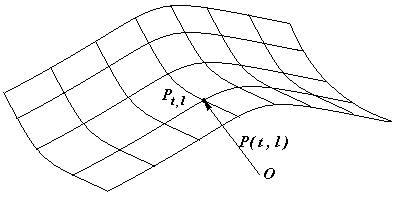 P_{t,l}
P(t,l)
O